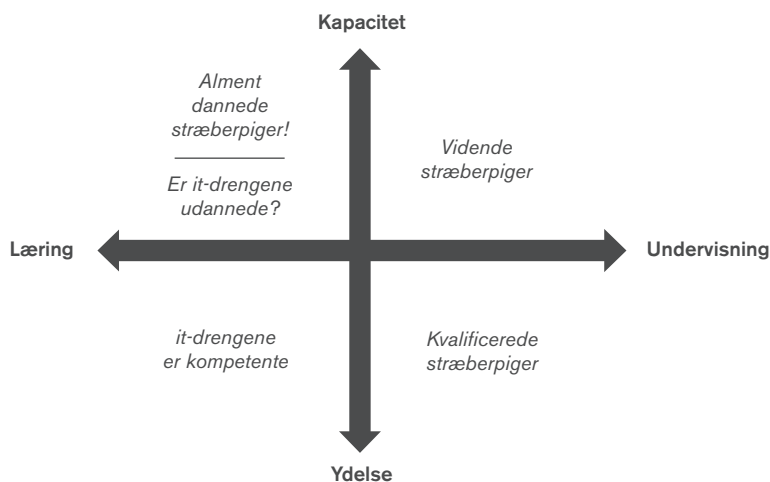 Kapacitet
Alment
dannede
stræberpiger!
Er it-drengene
udannede?
Vidende
stræberpiger
Læring
Undervisning
it-drengene
er kompetente
Kvalificerede
stræberpiger
Ydelse